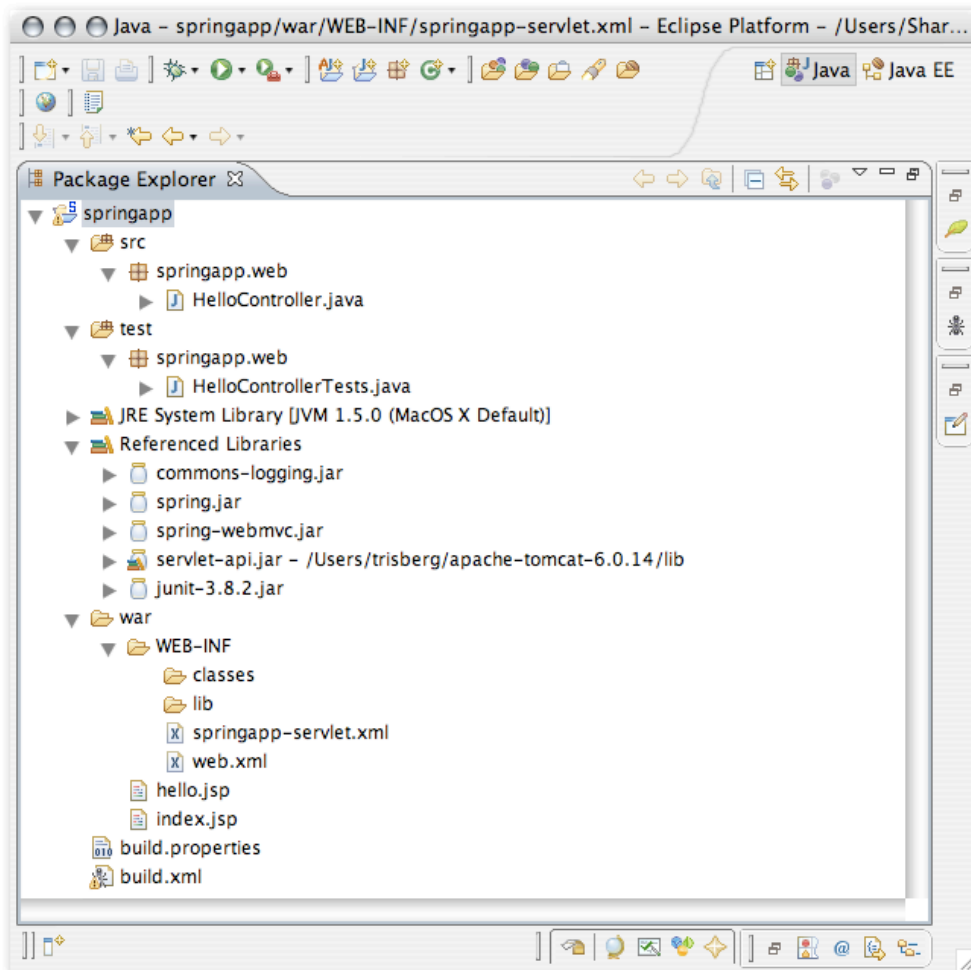 Java – springapp/war/WEB-INF/springapp-servlet.xml – Eclipse Platform – /Users/Shar...
Java Java EE
Package Explorer
springapp
src
springapp.web
HelloController.java
test
springapp.web
HelloControllerTests.java
JRE System Library [JVM 1.5.0 (MacOS X Default)]
Referenced Libraries
commons-logging.jar
spring.jar
spring-webmvc.jar
servlet-api.jar – /Users/trisberg/apache-tomcat-6.0.14/lib
junit-3.8.2.jar
war
WEB-INF
classes
lib
springapp-servlet.xml
web.xml
hello.jsp
index.jsp
build.properties
build.xml